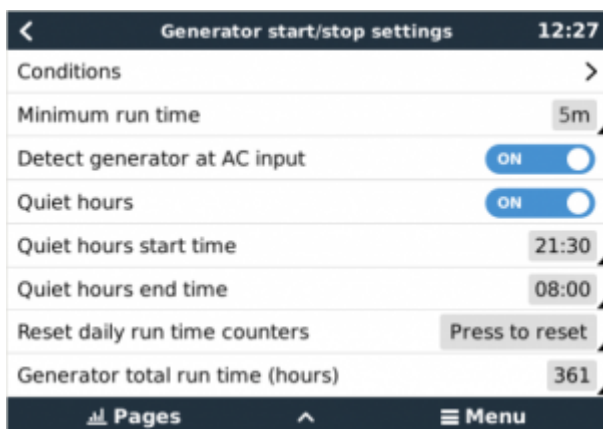 Generator start/stop settings 12:27
Conditions
Minimum run time 5m
Detect generator at AC input ON
Quiet hours ON
Quiet hours start time 21:30
Quiet hours end time 08:00
Reset daily run time counters Press to reset
Generator total run time (hours) 361
Pages Menu